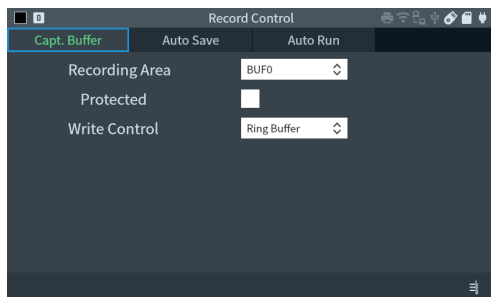 0 Record Control
Capt. Buffer Auto Save Auto Run
Recording Area BUF0
Protected
Write Control Ring Buffer